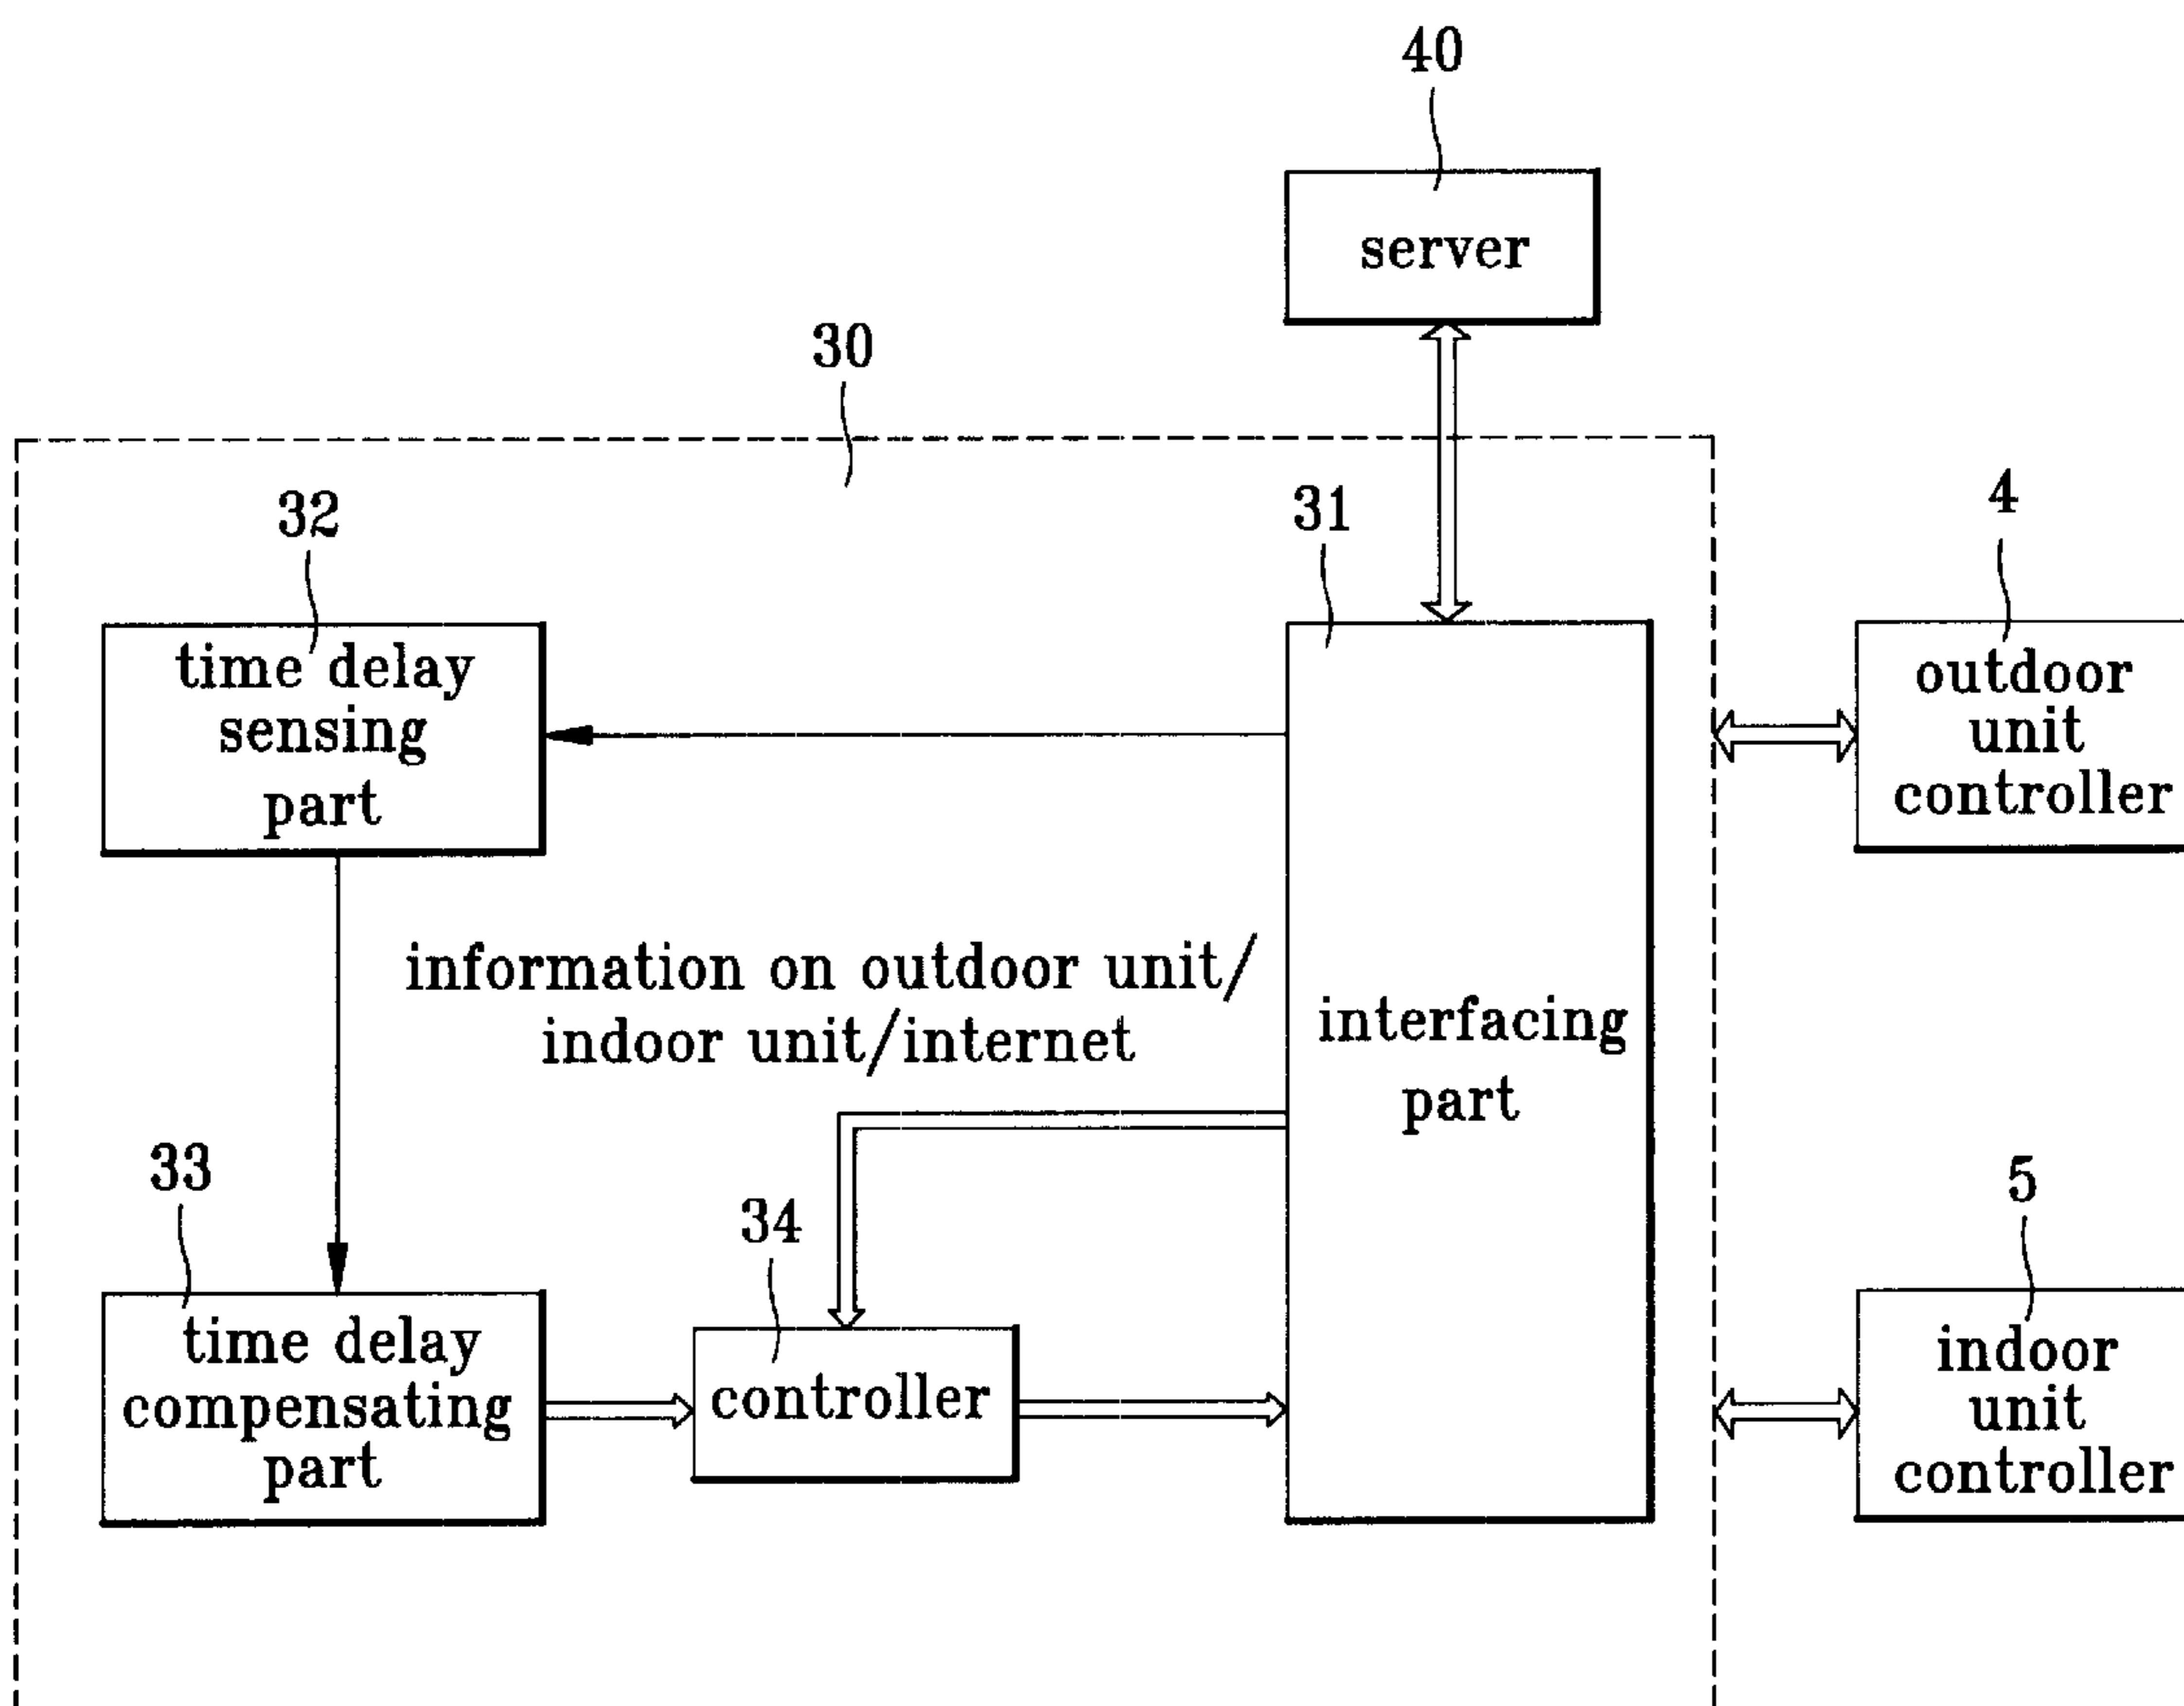 40
server
30
32
31
4
time delay
sensing
part
outdoor
unit
controller
information on outdoor unit/
indoor unit/internet
interfacing
part
33
34
5
time delay
compensating
part
controller
indoor
unit
controller